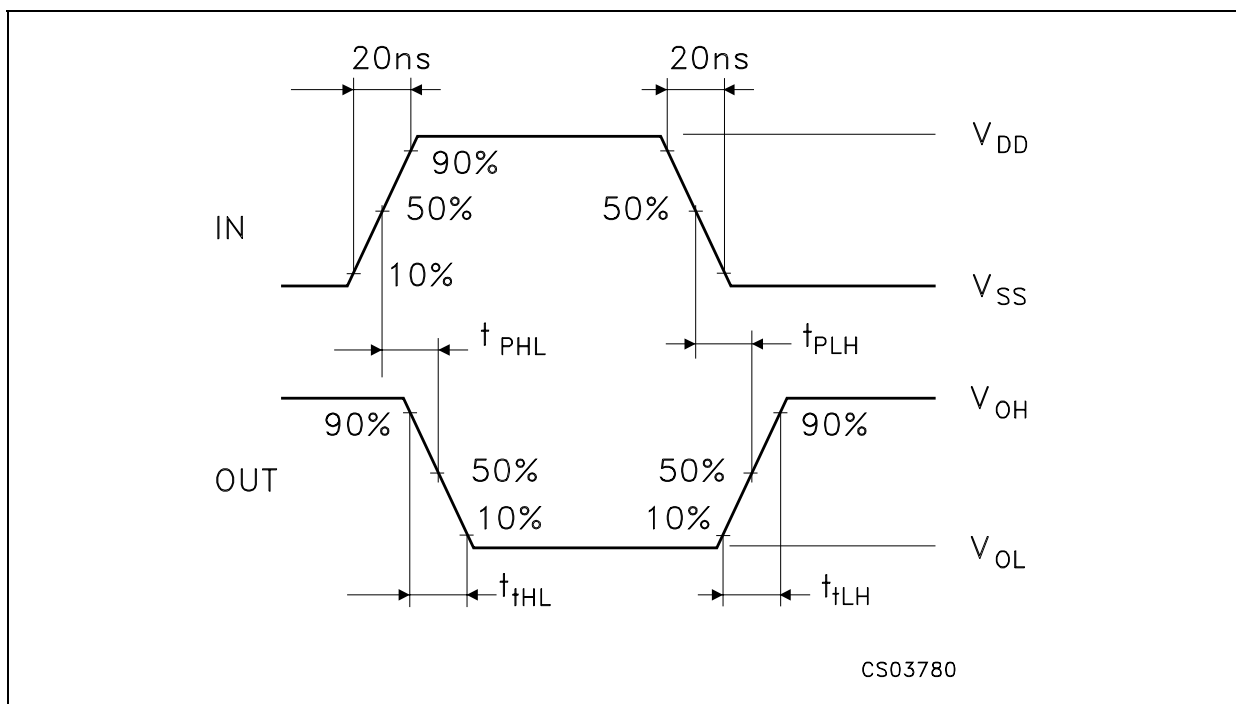 20ns 20ns
V_DD
90%
IN 50% 50%
10%
V_SS
t_PHL t_PLH
V_OH
90% 90%
OUT 50% 50%
10% 10%
V_OL
t_tHL t_tLH
CS03780